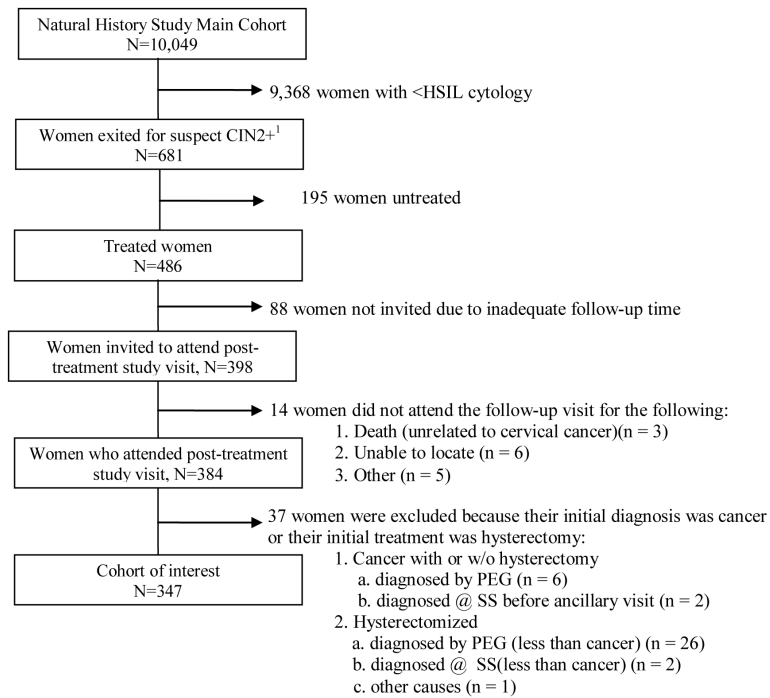 Natural History Study Main Cohort
N=10,049
9,368 women with <HSIL cytology
Women exited for suspect CIN2+1
N=681
195 women untreated
Treated women
N=486
88 women not invited due to inadequate follow-up time
Women invited to attend post-
treatment study visit, N=398
14 women did not attend the follow-up visit for the following:
1. Death (unrelated to cervical cancer)(n = 3)
2. Unable to locate (n = 6)
3. Other (n = 5)
Women who attended post-treatment
study visit, N=384
37 women were excluded because their initial diagnosis was cancer
or their initial treatment was hysterectomy:
1. Cancer with or w/o hysterectomy
a. diagnosed by PEG (n = 6)
b. diagnosed @ SS before ancillary visit (n = 2)
2. Hysterectomized
a. diagnosed by PEG (less than cancer) (n = 26)
b. diagnosed @ SS(less than cancer) (n = 2)
c. other causes (n = 1)
Cohort of interest
N=347